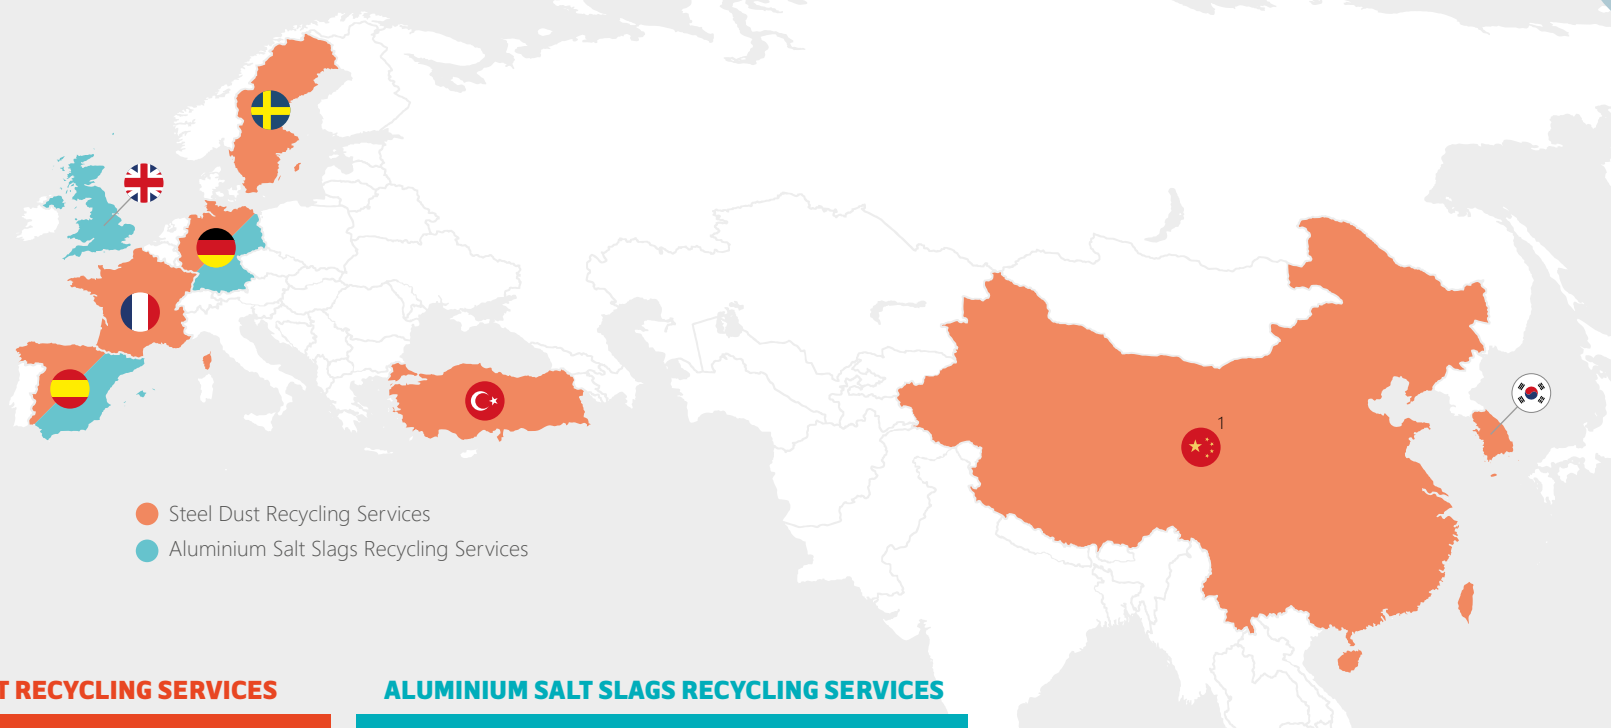 1
Steel Dust Recycling Services
Aluminium Salt Slags Recycling Services
T RECYCLING SERVICES
ALUMINIUM SALT SLAGS RECYCLING SERVICES